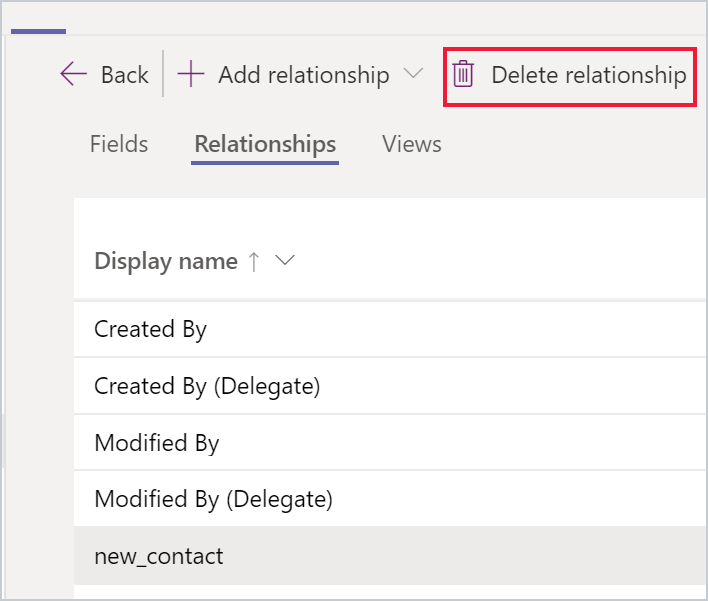 Back Add relationship Delete relationship
Fields Relationships Views
Display name
Created By
Created By (Delegate)
Modified By
Modified By (Delegate)
new_contact